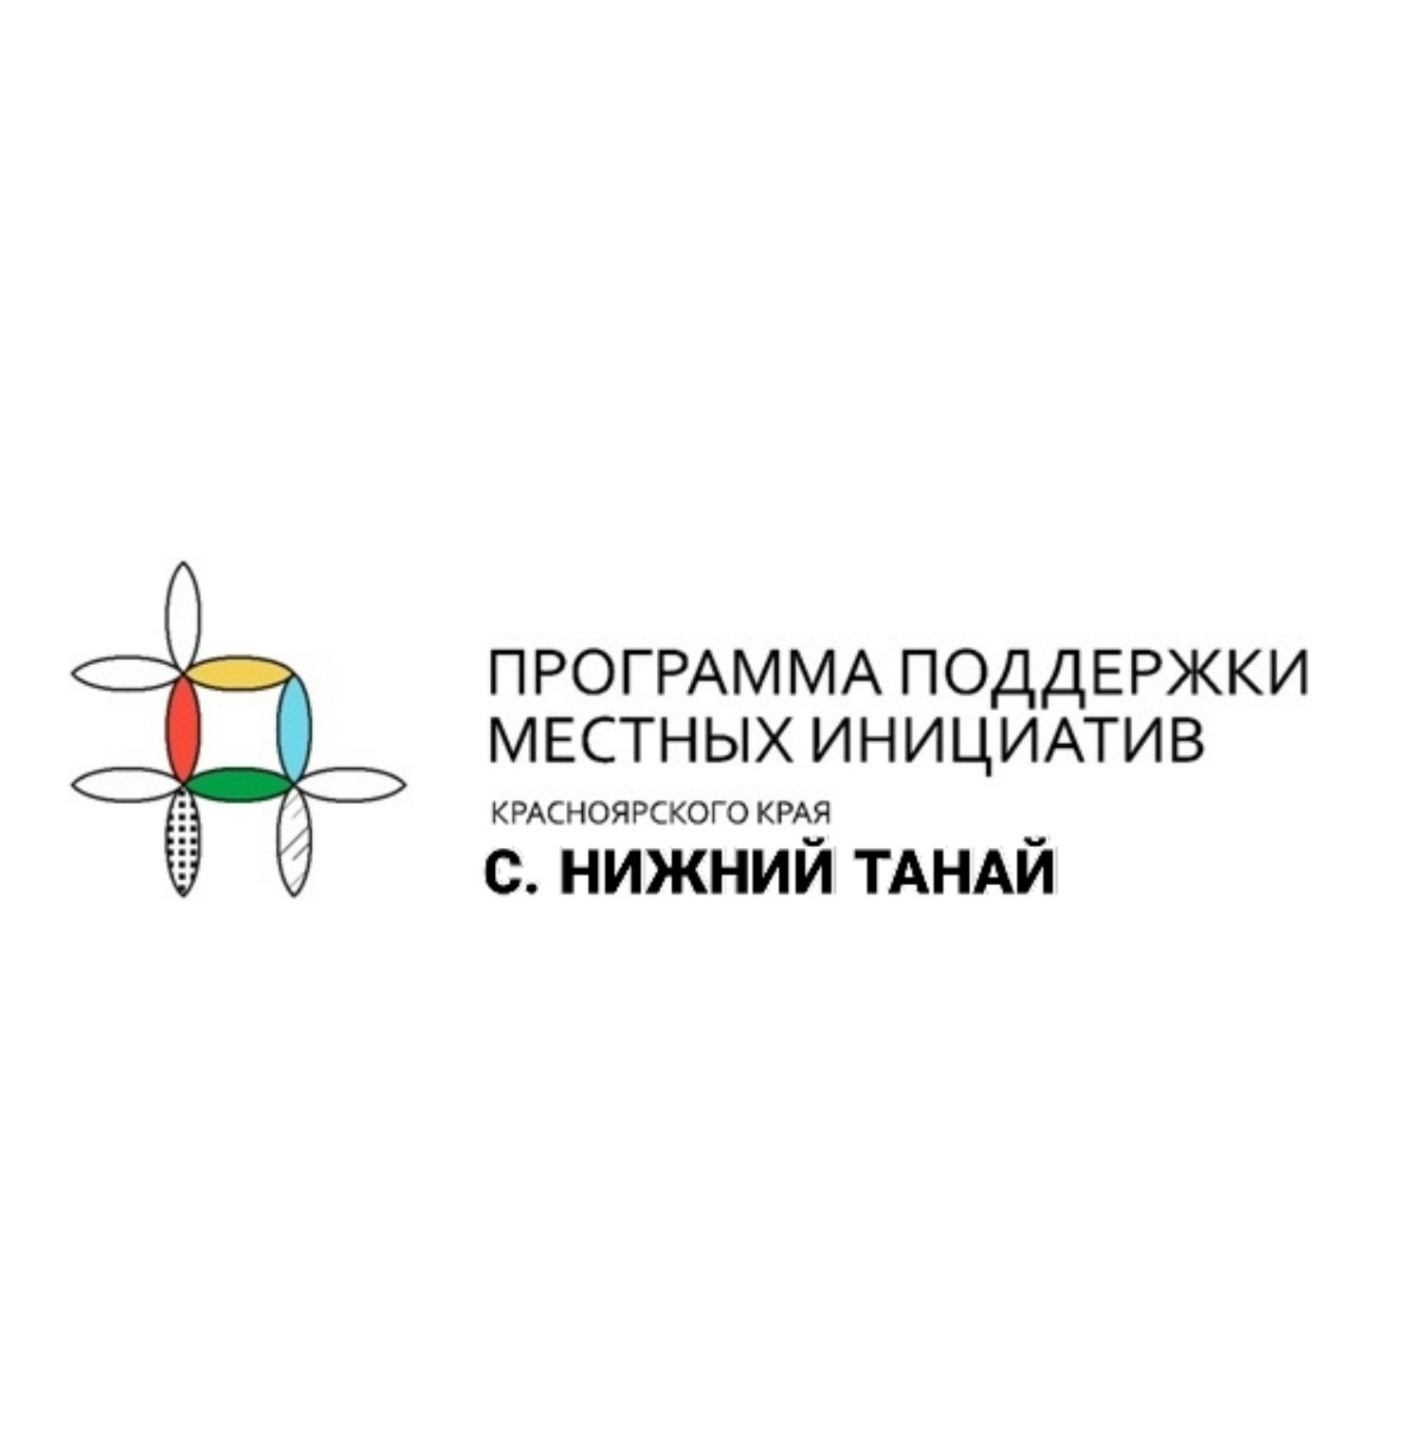 ПРОГРАММА ПОДДЕРЖКИ
МЕСТНЫХ ИНИЦИАТИВ
КРАСНОЯРСКОГО КРАЯ
С. НИЖНИЙ ТАНАЙ